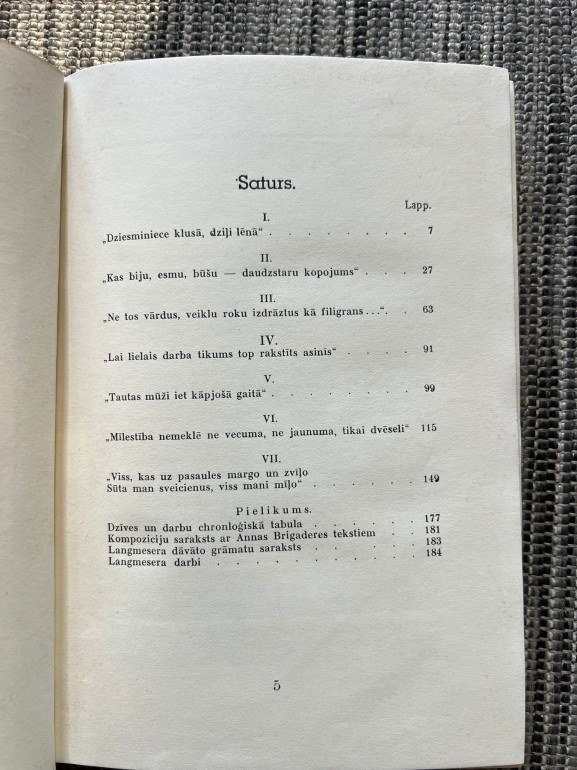 Saturs.
Lapp.
I.
„Dziesminiece klusā, dziļi lēnā“ . . . . . . . . 7
II.
„Kas biju, esmu, būšu — daudzstaru kopojums“ . . . 27
III.
„Ne tos vārdus, veiklu roku izdrāztus kā filigrans...“. . 63
IV.
„Lai lielais darba tikums top rakstīts asinīs“ . . . . 91
V.
„Tautas mūži iet kāpjošā gaitā“ . . . . . . . . 99
VI.
„Mīlestība nemeklē ne vecuma, ne jaunuma, tikai dvēseli“ 115
VII.
„Viss, kas uz pasaules margo un zviļo
Sūta man sveicienus, viss mani mīļo“ . . . . . . 149
Pielikums.
Dzīves un darbu chronloģiskā tabula . . . . . . 177
Kompoziciju saraksts ar Annas Brigaderes tekstiem . . 181
Langmesera dāvāto grāmatu saraksts . . . . . . 183
Langmesera darbi . . . . . . . . . . 184
5